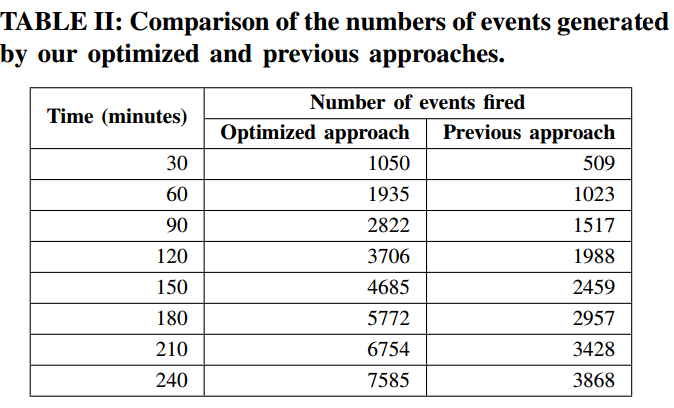 TABLE II: Comparison of the numbers of events generated
by our optimized and previous approaches.
Time (minutes) Number of events fired
Optimized approach Previous approach
30 1050 509
60 1935 1023
90 2822 1517
120 3706 1988
150 4685 2459
180 5772 2957
210 6754 3428
240 7585 3868